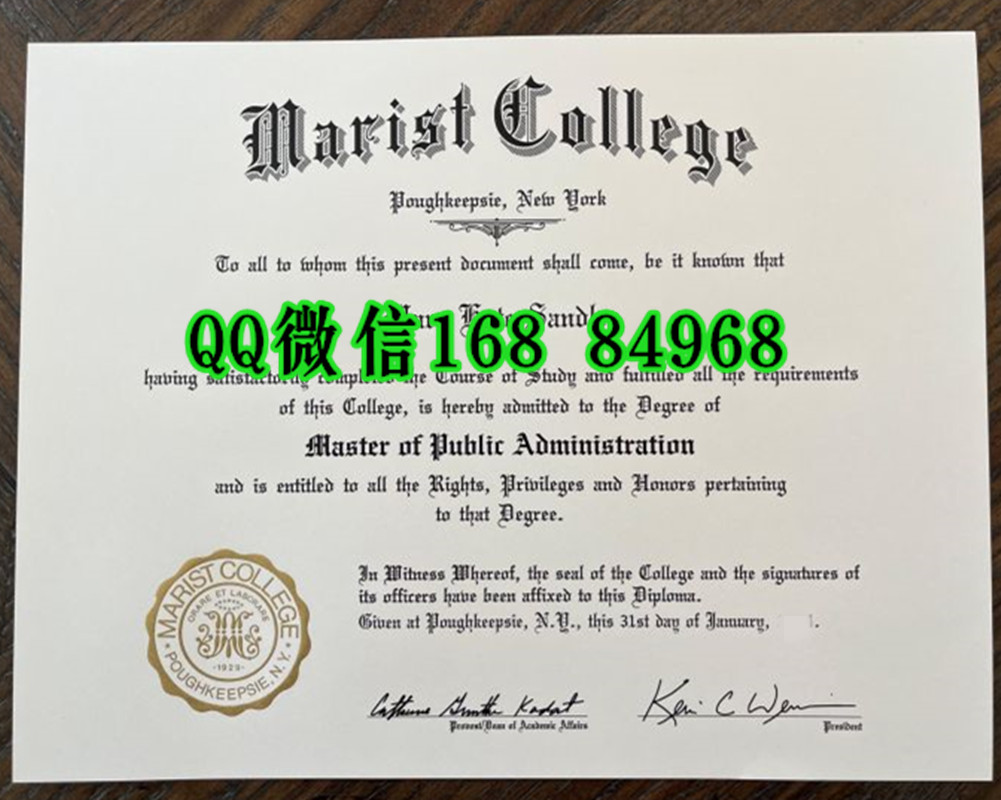 Marist College
Poughkeepsie, New York
To all to whom this present document shall come, be it known that
QQ微信168 84968
having satisfactorily completed the Course of Study and fulfilled all the requirements
of this College, is hereby admitted to the Degree of
Master of Public Administration
and is entitled to all the Rights, Privileges and Honors pertaining
to that Degree.
MARIST COLLEGE
ORARE ET LABORARE
-1929-
POUGHKEEPSIE, N.Y.
In Witness Whereof, the seal of the College and the signatures of
its officers have been affixed to this Diploma.
Given at Poughkeepsie, N.Y., this 31st day of January, .
Provost/Dean of Academic Affairs
President